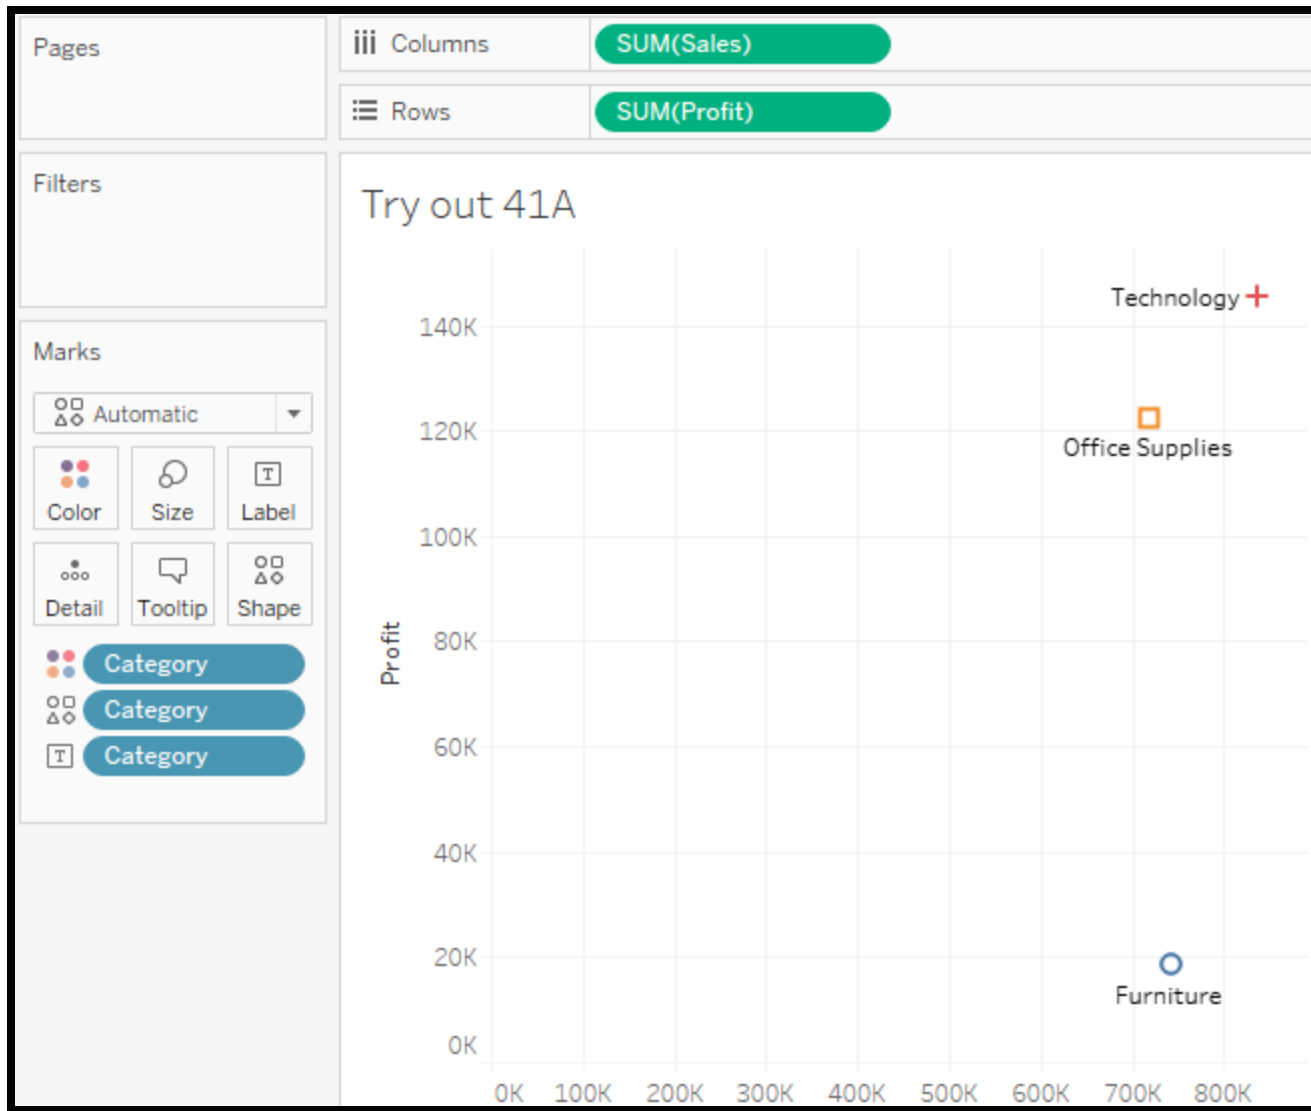 Pages
Columns
SUM(Sales)
Rows
SUM(Profit)
Filters
Try out 41A
Marks
Automatic
Color
Size
Label
T
Detail
Tooltip
Shape
Category
Category
T
Category
Technology
140K
Office Supplies
120K
100K
80K
Profit
60K
40K
20K
Furniture
0K
0K 100K 200K 300K 400K 500K 600K 700K 800K